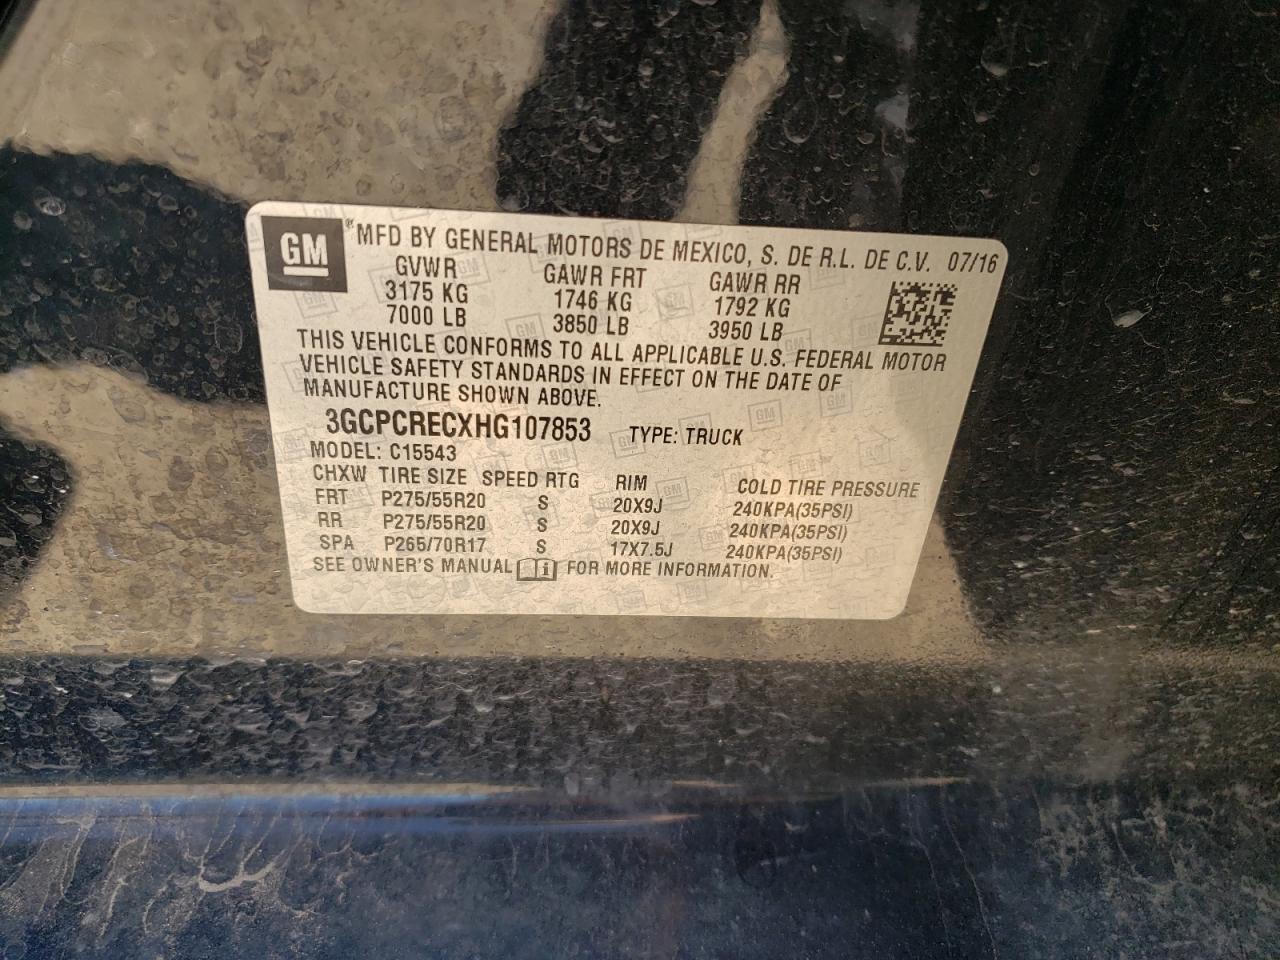 GM ® MFD BY GENERAL MOTORS DE MEXICO, S. DE R.L. DE C.V. 07/16
GVWR GAWR FRT GAWR RR
3175 KG 1746 KG 1792 KG
7000 LB 3850 LB 3950 LB
THIS VEHICLE CONFORMS TO ALL APPLICABLE U.S. FEDERAL MOTOR
VEHICLE SAFETY STANDARDS IN EFFECT ON THE DATE OF
MANUFACTURE SHOWN ABOVE.
3GCPCRECXHG107853 TYPE: TRUCK
MODEL: C15543
CHXW TIRE SIZE SPEED RTG RIM COLD TIRE PRESSURE
FRT P275/55R20 S 20X9J 240KPA(35PSI)
RR P275/55R20 S 20X9J 240KPA(35PSI)
SPA P265/70R17 S 17X7.5J 240KPA(35PSI)
SEE OWNER'S MANUAL FOR MORE INFORMATION.